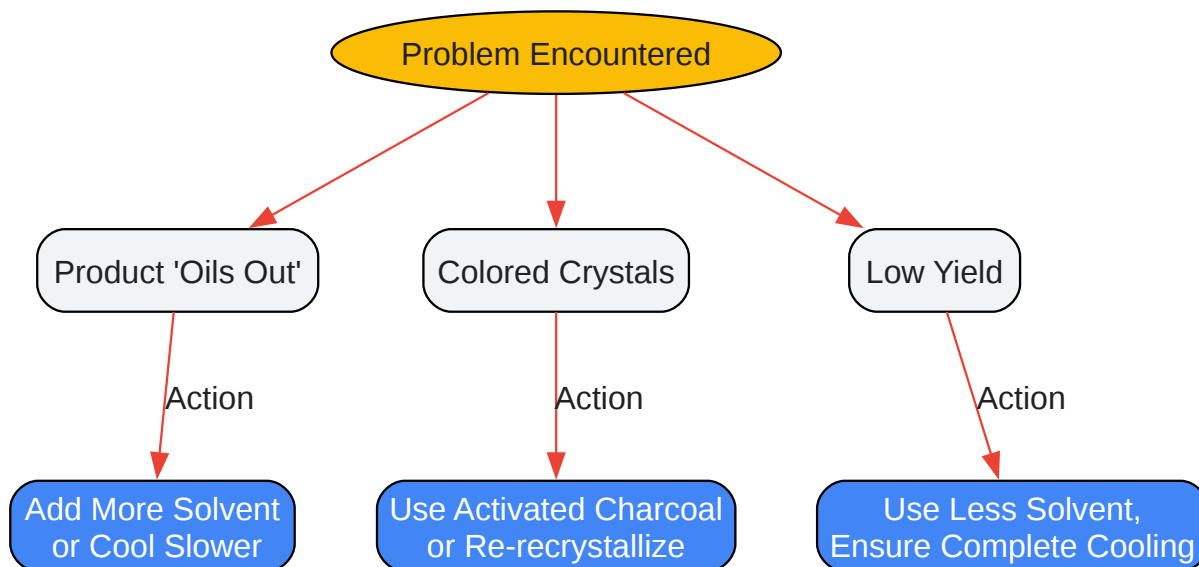 Problem Encountered
Product 'Oils Out'
Colored Crystals
Low Yield
Action
Action
Action
Add More Solvent
or Cool Slower
Use Activated Charcoal
or Re-recrystallize
Use Less Solvent,
Ensure Complete Cooling